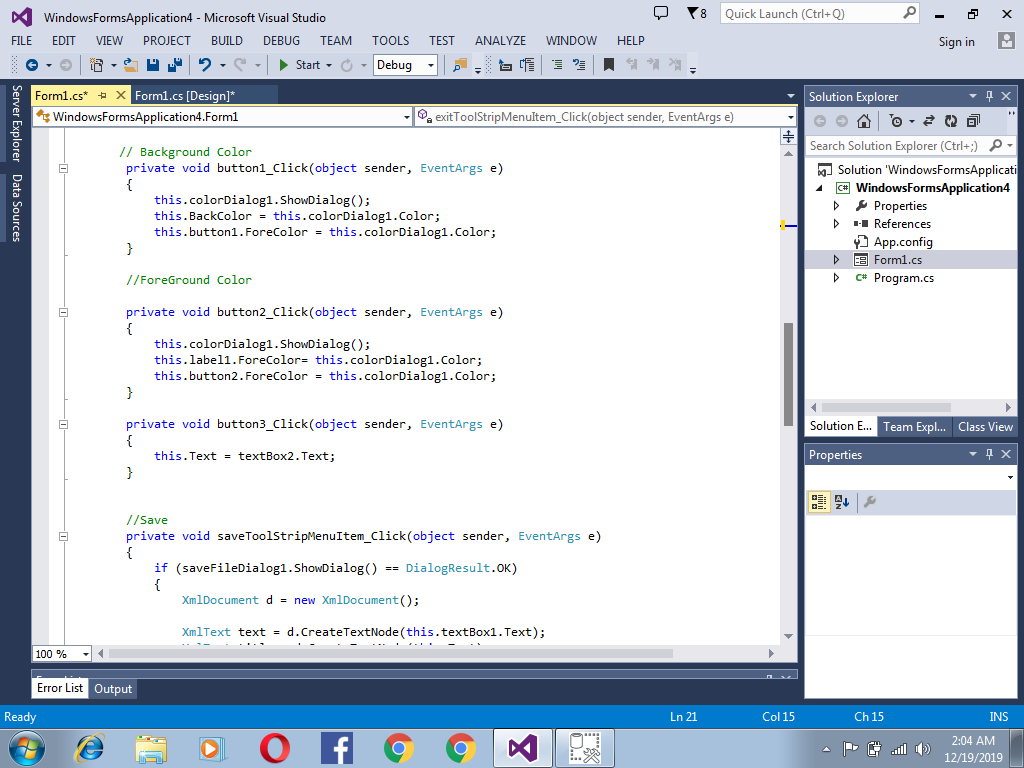 WindowsFormsApplication4 - Microsoft Visual Studio
8
Quick Launch (Ctrl+Q)
FILE EDIT VIEW PROJECT BUILD DEBUG TEAM TOOLS TEST ANALYZE WINDOW HELP
Sign in
Start
Debug
Server Explorer
Data Sources
Form1.cs*
Form1.cs [Design]*
WindowsFormsApplication4.Form1
exitToolStripMenuItem_Click(object sender, EventArgs e)
// Background Color
private void button1_Click(object sender, EventArgs e)
{
this.colorDialog1.ShowDialog();
this.BackColor = this.colorDialog1.Color;
this.button1.ForeColor = this.colorDialog1.Color;
}
//ForeGround Color
private void button2_Click(object sender, EventArgs e)
{
this.colorDialog1.ShowDialog();
this.label1.ForeColor= this.colorDialog1.Color;
this.button2.ForeColor = this.colorDialog1.Color;
}
private void button3_Click(object sender, EventArgs e)
{
this.Text = textBox2.Text;
}
//Save
private void saveToolStripMenuItem_Click(object sender, EventArgs e)
{
if (saveFileDialog1.ShowDialog() == DialogResult.OK)
{
XmlDocument d = new XmlDocument();
XmlText text = d.CreateTextNode(this.textBox1.Text);
100 %
Error List
Output
Solution Explorer
Search Solution Explorer (Ctrl+;)
Solution 'WindowsFormsApplicati
C# WindowsFormsApplication4
Properties
References
App.config
Form1.cs
C# Program.cs
Solution E... Team Expl... Class View
Properties
Ready
Ln 21
Col 15
Ch 15
INS
2:04 AM
12/19/2019